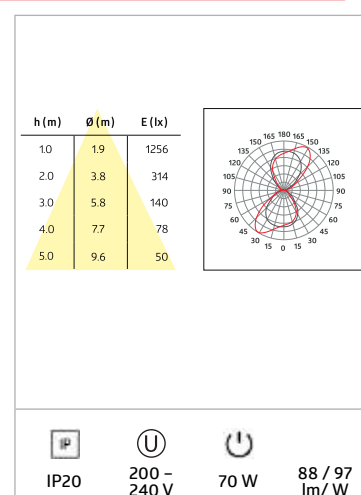 h (m) Ø (m) E (lx)
1.0 1.9 1256
2.0 3.8 314
3.0 5.8 140
4.0 7.7 78
5.0 9.6 50
165 180 165
150 150
135 135
120 120
105 105
90 90
75 75
60 60
45 45
30 15 0 15 30
IP
U
IP20
200 –
240 V
70 W
88 / 97
lm/ W